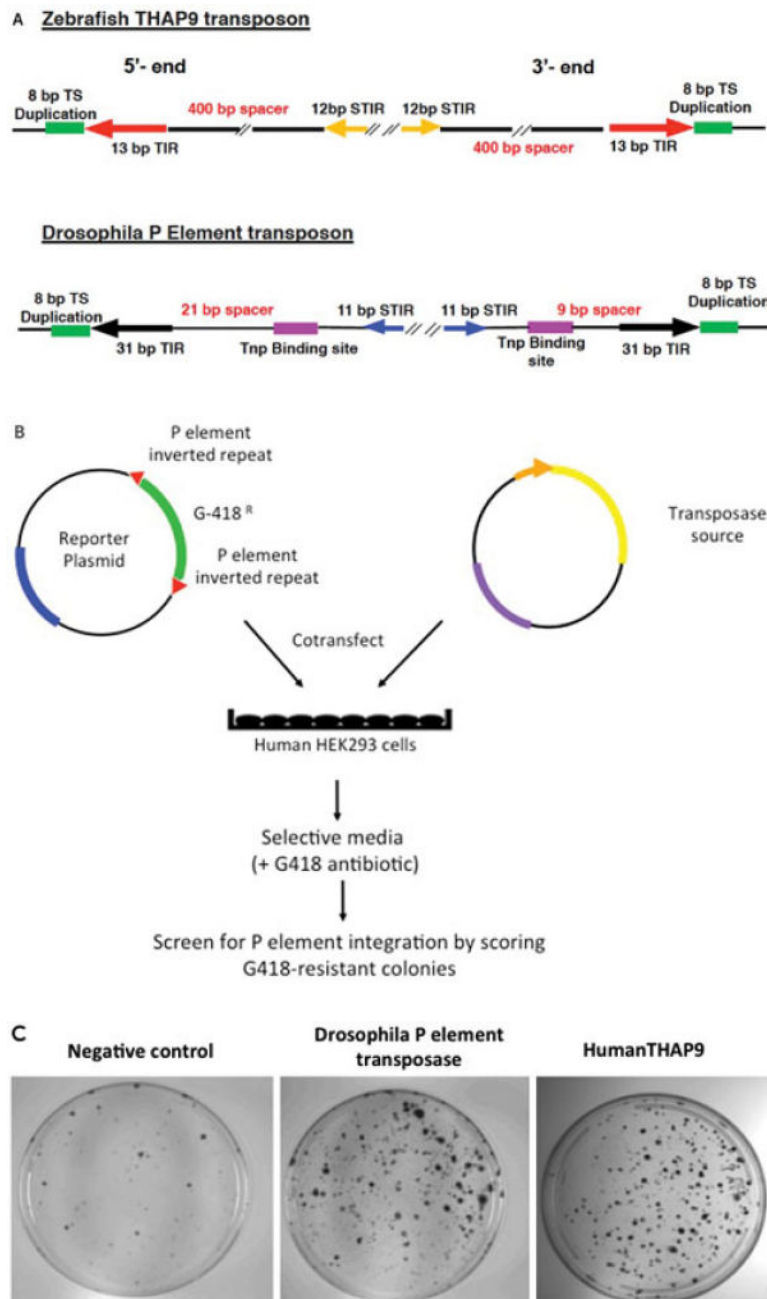 A Zebrafish THAP9 transposon
5'- end 3'- end
8 bp TS
Duplication
400 bp spacer
12bp STIR 12bp STIR
8 bp TS
Duplication
13 bp TIR
400 bp spacer
13 bp TIR
Drosophila P Element transposon
8 bp TS
Duplication
21 bp spacer
11 bp STIR 11 bp STIR
9 bp spacer
8 bp TS
Duplication
31 bp TIR
Tnp Binding site
Tnp Binding
site
31 bp TIR
B
P element
inverted repeat
G-418 R
Reporter
Plasmid
P element
inverted repeat
Transposase
source
Cotransfect
Human HEK293 cells
Selective media
(+ G418 antibiotic)
Screen for P element integration by scoring
G418-resistant colonies
C
Negative control
Drosophila P element
transposase
HumanTHAP9